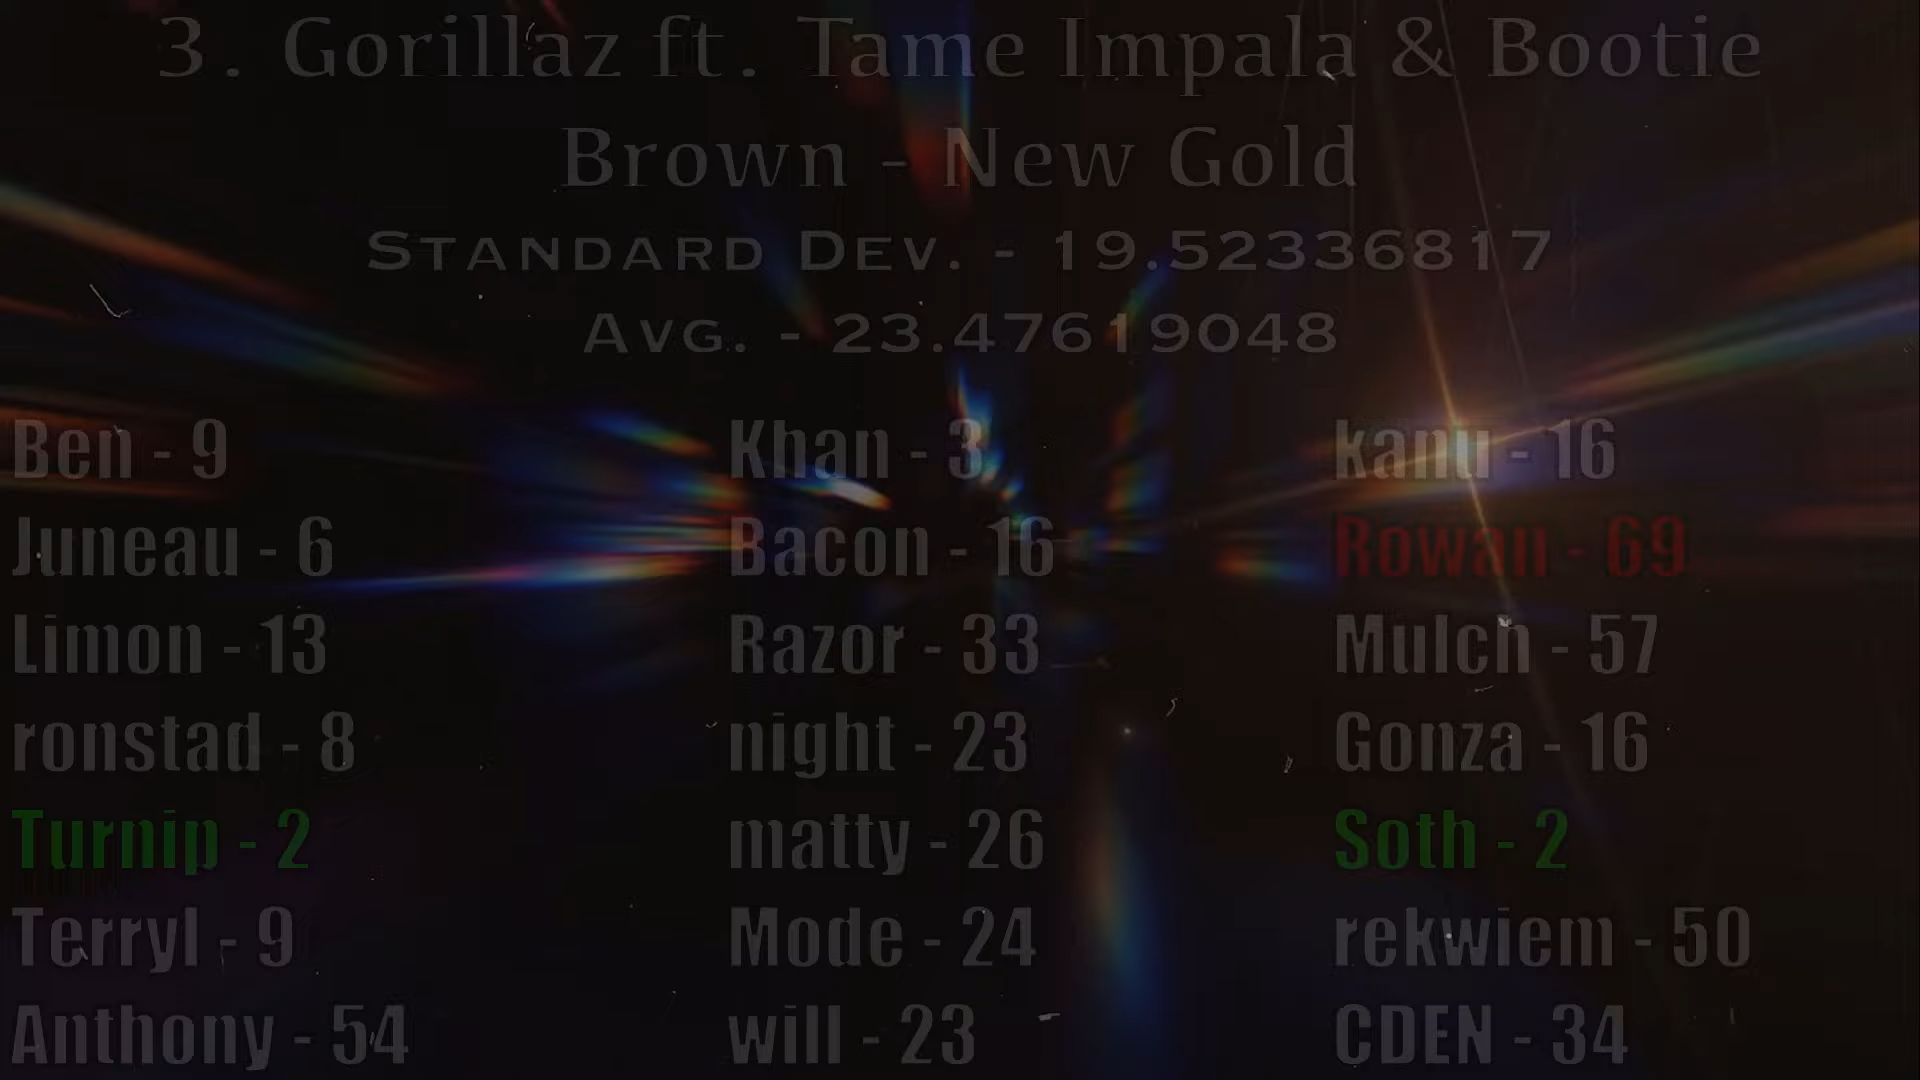 3. Gorillaz ft. Tame Impala & Bootie
Brown - New Gold
Standard Dev. - 19.52336817
Avg. - 23.47619048
Ben - 9
Juneau - 6
Limon - 13
ronstad - 8
Turnip - 2
Terryl - 9
Anthony - 54
Khan - 3
Bacon - 16
Razor - 33
night - 23
matty - 26
Mode - 24
will - 23
kanu - 16
Rowan - 69
Mulch - 57
Gonza - 16
Soth - 2
rekwiem - 50
CDEN - 34